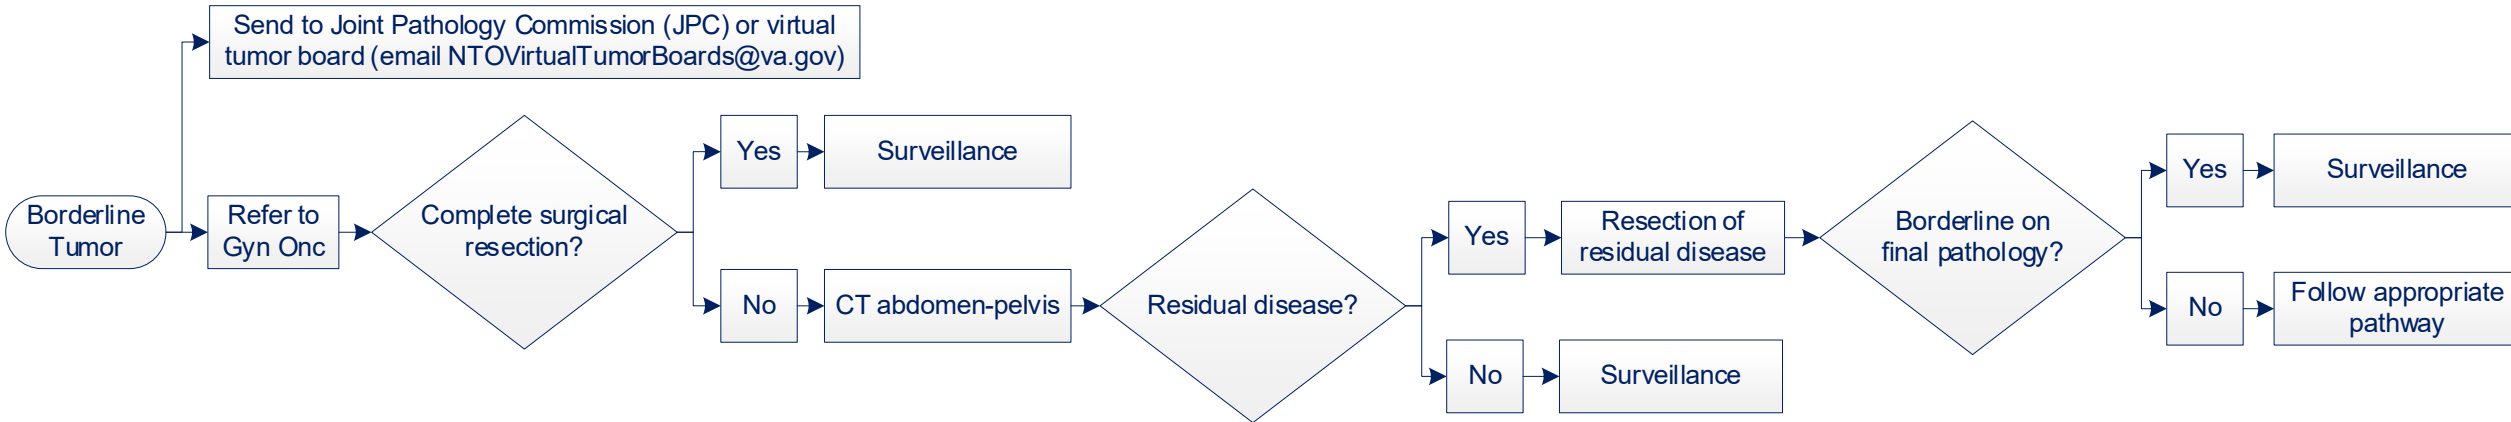 Send to Joint Pathology Commission (JPC) or virtual
tumor board (email NTOVirtualTumorBoards@va.gov)
Borderline
Tumor
Refer to
Gyn Onc
Complete surgical
resection?
Yes
Surveillance
No
CT abdomen-pelvis
Residual disease?
Yes
Resection of
residual disease
No
Surveillance
Borderline on
final pathology?
Yes
Surveillance
No
Follow appropriate
pathway